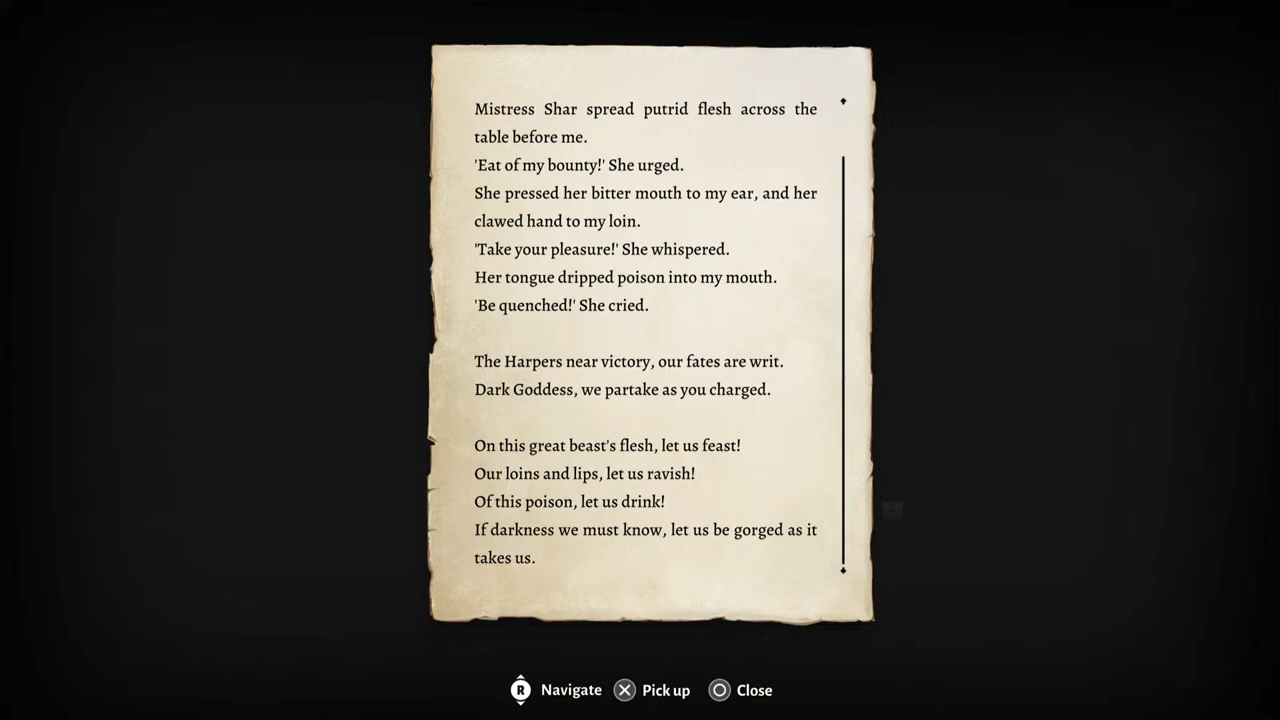 Mistress Shar spread putrid flesh across the
table before me.
'Eat of my bounty!' She urged.
She pressed her bitter mouth to my ear, and her
clawed hand to my loin.
'Take your pleasure!' She whispered.
Her tongue dripped poison into my mouth.
'Be quenched!' She cried.
The Harpers near victory, our fates are writ.
Dark Goddess, we partake as you charged.
On this great beast's flesh, let us feast!
Our loins and lips, let us ravish!
Of this poison, let us drink!
If darkness we must know, let us be gorged as it
takes us.
R Navigate Pick up Close